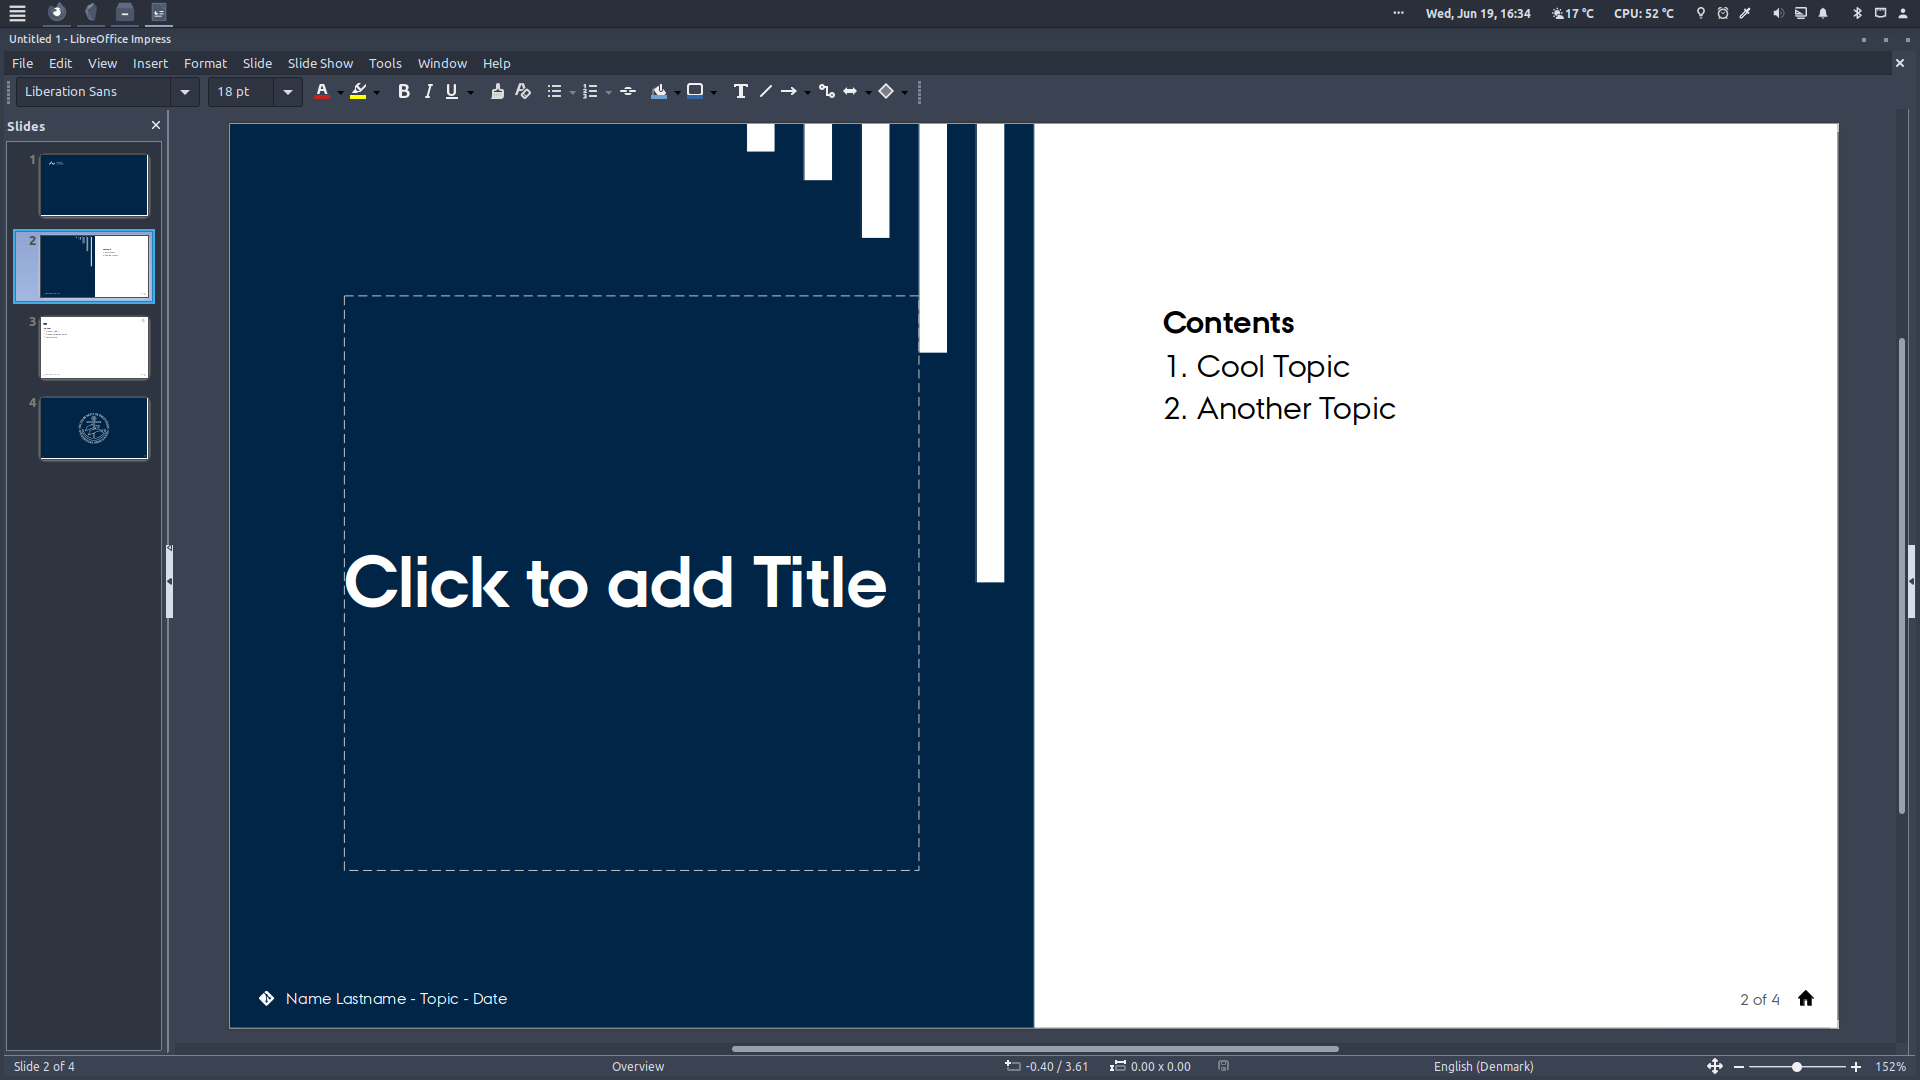 Wed, Jun 19, 16:34
17 °C
CPU: 52 °C
Untitled 1 - LibreOffice Impress
File Edit View Insert Format Slide Slide Show Tools Window Help
Liberation Sans
18 pt
Slides
1
2
3
4
Click to add Title
Name Lastname - Topic - Date
Contents
1. Cool Topic
2. Another Topic
2 of 4
Slide 2 of 4
Overview
-0.40 / 3.61
0.00 x 0.00
English (Denmark)
152%